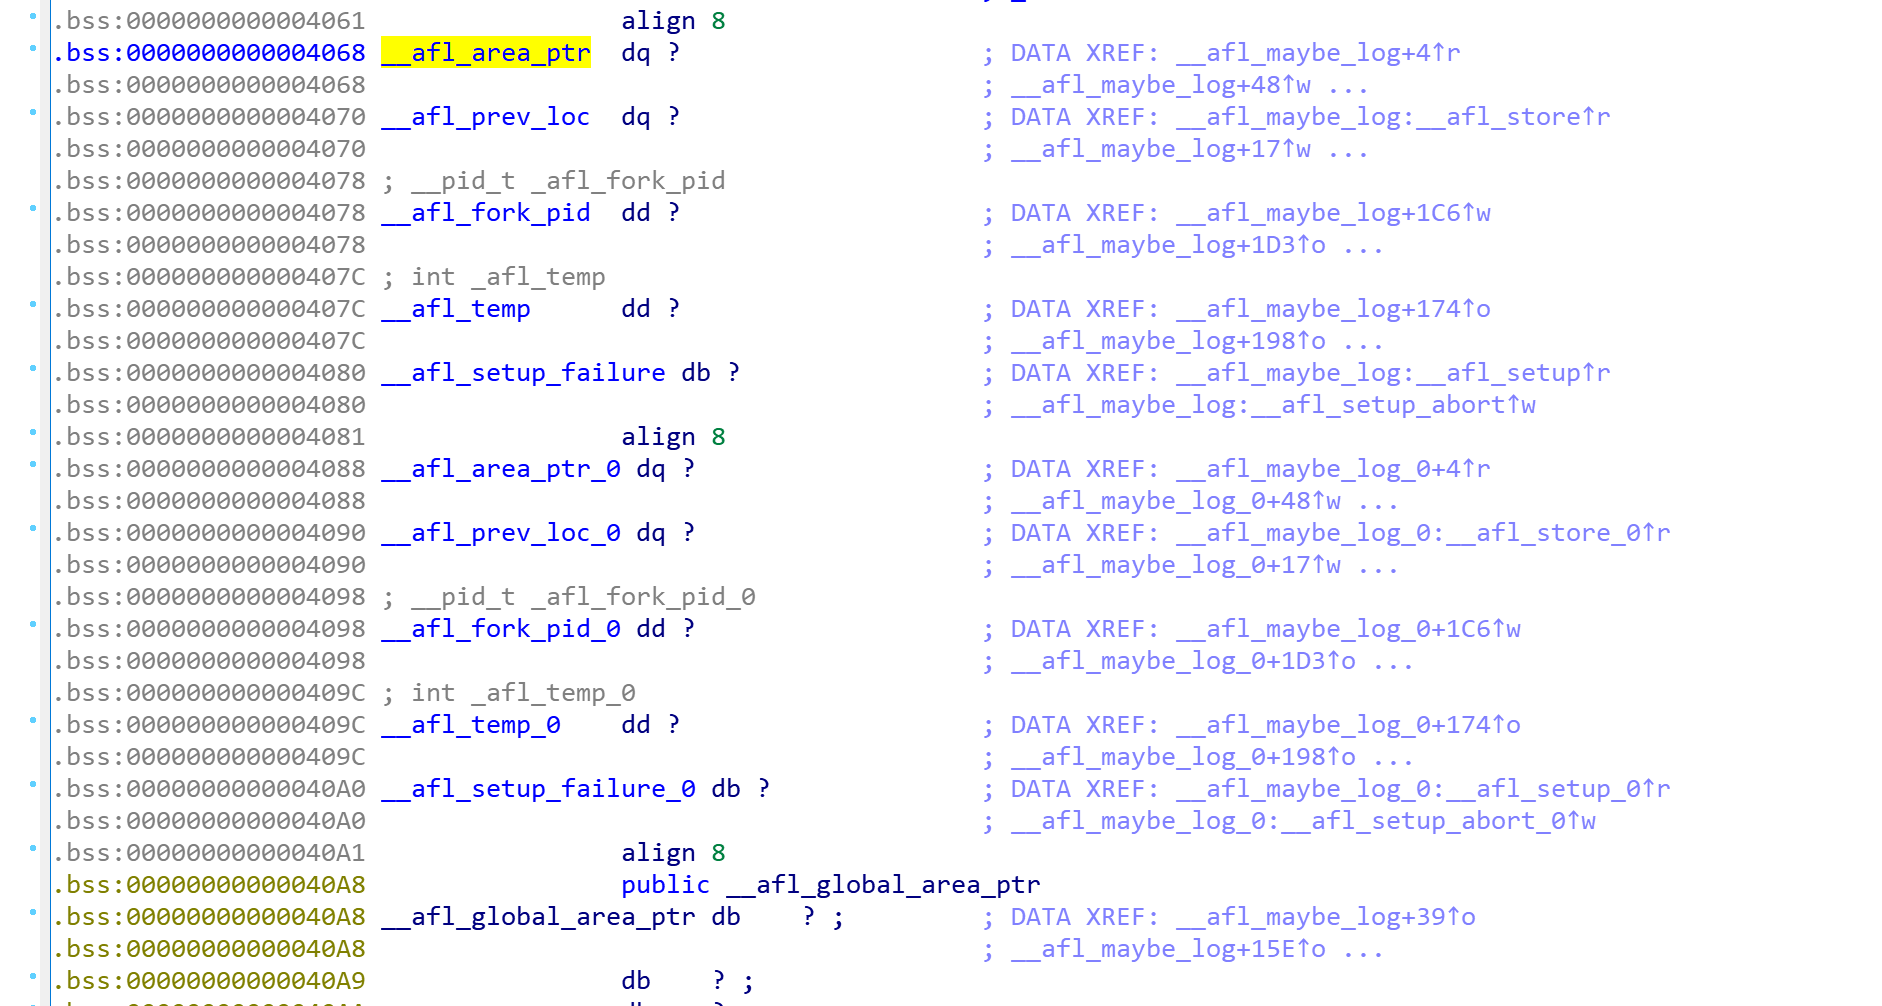 .bss:0000000000004061                 align 8
.bss:0000000000004068 __afl_area_ptr  dq ?                    ; DATA XREF: __afl_maybe_log+4↑r
.bss:0000000000004068                                         ; __afl_maybe_log+48↑w ...
.bss:0000000000004070 __afl_prev_loc  dq ?                    ; DATA XREF: __afl_maybe_log:__afl_store↑r
.bss:0000000000004070                                         ; __afl_maybe_log+17↑w ...
.bss:0000000000004078 ; __pid_t _afl_fork_pid
.bss:0000000000004078 __afl_fork_pid  dd ?                    ; DATA XREF: __afl_maybe_log+1C6↑w
.bss:0000000000004078                                         ; __afl_maybe_log+1D3↑o ...
.bss:000000000000407C ; int _afl_temp
.bss:000000000000407C __afl_temp      dd ?                    ; DATA XREF: __afl_maybe_log+174↑o
.bss:000000000000407C                                         ; __afl_maybe_log+198↑o ...
.bss:0000000000004080 __afl_setup_failure db ?                ; DATA XREF: __afl_maybe_log:__afl_setup↑r
.bss:0000000000004080                                         ; __afl_maybe_log:__afl_setup_abort↑w
.bss:0000000000004081                 align 8
.bss:0000000000004088 __afl_area_ptr_0 dq ?                   ; DATA XREF: __afl_maybe_log_0+4↑r
.bss:0000000000004088                                         ; __afl_maybe_log_0+48↑w ...
.bss:0000000000004090 __afl_prev_loc_0 dq ?                   ; DATA XREF: __afl_maybe_log_0:__afl_store_0↑r
.bss:0000000000004090                                         ; __afl_maybe_log_0+17↑w ...
.bss:0000000000004098 ; __pid_t _afl_fork_pid_0
.bss:0000000000004098 __afl_fork_pid_0 dd ?                   ; DATA XREF: __afl_maybe_log_0+1C6↑w
.bss:0000000000004098                                         ; __afl_maybe_log_0+1D3↑o ...
.bss:000000000000409C ; int _afl_temp_0
.bss:000000000000409C __afl_temp_0    dd ?                    ; DATA XREF: __afl_maybe_log_0+174↑o
.bss:000000000000409C                                         ; __afl_maybe_log_0+198↑o ...
.bss:00000000000040A0 __afl_setup_failure_0 db ?              ; DATA XREF: __afl_maybe_log_0:__afl_setup_0↑r
.bss:00000000000040A0                                         ; __afl_maybe_log_0:__afl_setup_abort_0↑w
.bss:00000000000040A1                 align 8
.bss:00000000000040A8                 public __afl_global_area_ptr
.bss:00000000000040A8 __afl_global_area_ptr db    ? ;         ; DATA XREF: __afl_maybe_log+39↑o
.bss:00000000000040A8                                         ; __afl_maybe_log+15E↑o ...
.bss:00000000000040A9                 db    ? ;